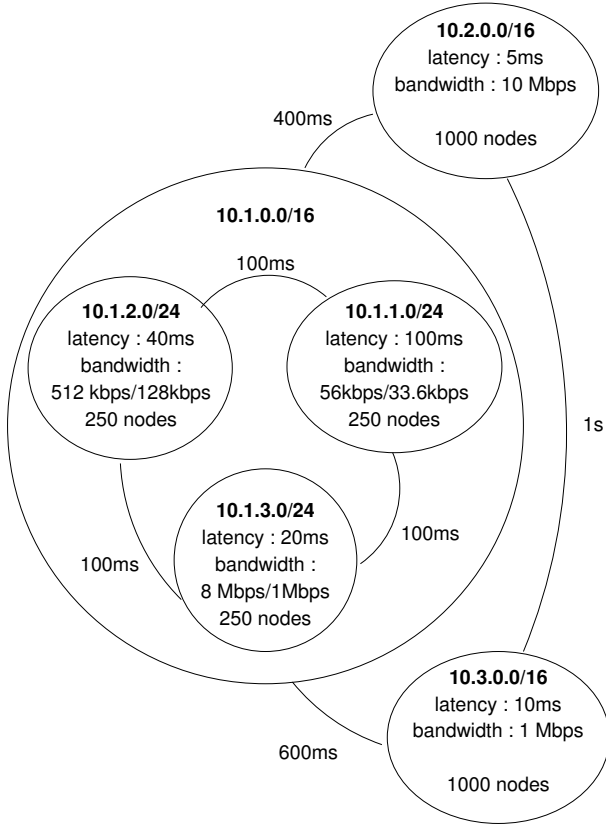 10.2.0.0/16
latency : 5ms
bandwidth : 10 Mbps
1000 nodes
400ms
10.1.0.0/16
100ms
10.1.2.0/24
latency : 40ms
bandwidth :
512 kbps/128kbps
250 nodes
10.1.1.0/24
latency : 100ms
bandwidth :
56kbps/33.6kbps
250 nodes
1s
10.1.3.0/24
latency : 20ms
bandwidth :
8 Mbps/1Mbps
250 nodes
100ms
100ms
10.3.0.0/16
latency : 10ms
bandwidth : 1 Mbps
1000 nodes
600ms